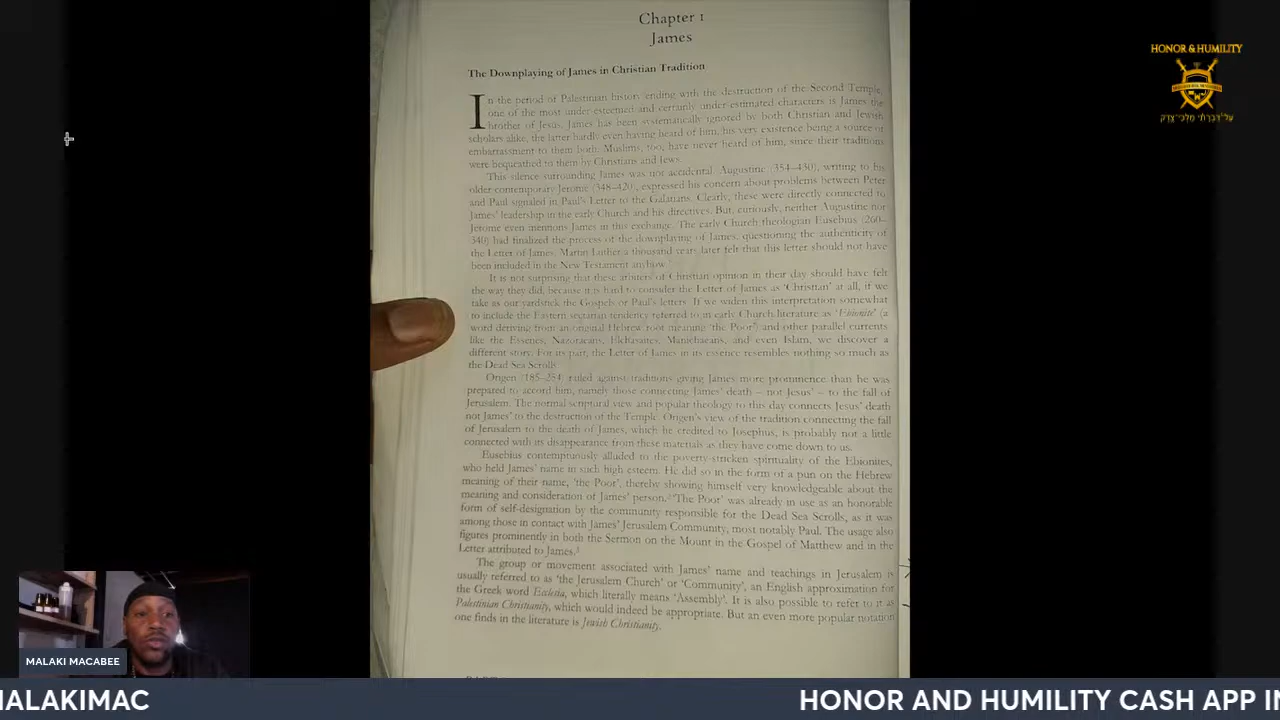 Chapter 1
James
The Downplaying of James in Christian Tradition
In the period of Palestinian history ending with the destruction of the Second Temple,
one of the most under-esteemed and certainly under-estimated characters is James the
brother of Jesus. James has been systematically ignored by both Christian and Jewish
scholars alike, the latter hardly even having heard of him, his very existence being a source of
embarrassment to them both. Muslims, too, have never heard of him, since their traditions
were bequeathed to them by Christians and Jews.
This silence surrounding James was not accidental. Augustine (354–430), writing to his
older contemporary Jerome (348–420), expressed his concern about problems between Peter
and Paul signaled in Paul's Letter to the Galatians. Clearly, these were directly connected to
James' leadership in the early Church and his directives. But, curiously, neither Augustine nor
Jerome even mentions James in this exchange. The early Church theologian Eusebius (260–
340) had finalized the process of the downplaying of James, questioning the authenticity of
the Letter of James. Martin Luther a thousand years later felt that this letter should not have
been included in the New Testament anyhow.
It is not surprising that these arbiters of Christian opinion in their day should have felt
the way they did, because it is hard to consider the Letter of James as 'Christian' at all, if we
take as our yardstick the Gospels or Paul's letters. If we widen this interpretation somewhat
to include the Eastern sectarian tendency referred to in early Church literature as 'Ebionite' (a
word deriving from an original Hebrew root meaning 'the Poor') and other parallel currents
like the Essenes, Nazoraeans, Elchasaites, Manichaeans, and even Islam, we discover a
different story. For its part, the Letter of James in its essence resembles nothing so much as
the Dead Sea Scrolls.
Origen (185–254) ruled against traditions giving James more prominence than he was
prepared to accord him, namely those connecting James' death – not Jesus' – to the fall of
Jerusalem. The normal scriptural view and popular theology to this day connects Jesus' death
not James' to the destruction of the Temple. Origen's view of the tradition connecting the fall
of Jerusalem to the death of James, which he credited to Josephus, is probably not a little
connected with its disappearance from these materials as they have come down to us.
Eusebius contemptuously alluded to the poverty-stricken spirituality of the Ebionites,
who held James' name in such high esteem. He did so in the form of a pun on the Hebrew
meaning of their name, 'the Poor', thereby showing himself very knowledgeable about the
meaning and consideration of James' person.² 'The Poor' was already in use as an honorable
form of self-designation by the community responsible for the Dead Sea Scrolls, as it was
among those in contact with James' Jerusalem Community, most notably Paul. The usage also
figures prominently in both the Sermon on the Mount in the Gospel of Matthew and in the
Letter attributed to James.³
The group or movement associated with James' name and teachings in Jerusalem is
usually referred to as 'the Jerusalem Church' or 'Community', an English approximation for
the Greek word Ecclesia, which literally means 'Assembly'. It is also possible to refer to it as
Palestinian Christianity, which would indeed be appropriate. But an even more popular notation
one finds in the literature is Jewish Christianity.
HONOR & HUMILITY
MALAKI MACABEE
MALAKIMAC
HONOR AND HUMILITY CASH APP IN